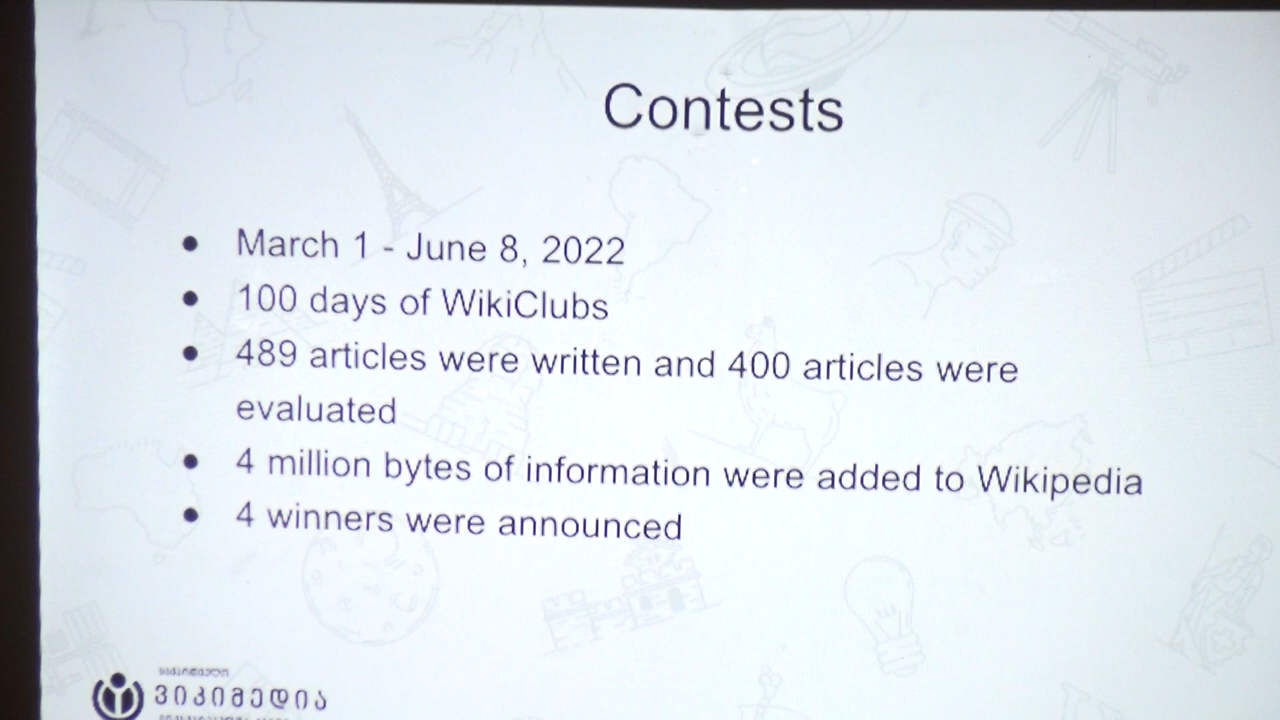 Contests
● March 1 - June 8, 2022
● 100 days of WikiClubs
● 489 articles were written and 400 articles were
evaluated
● 4 million bytes of information were added to Wikipedia
● 4 winners were announced
ვიკიმედია